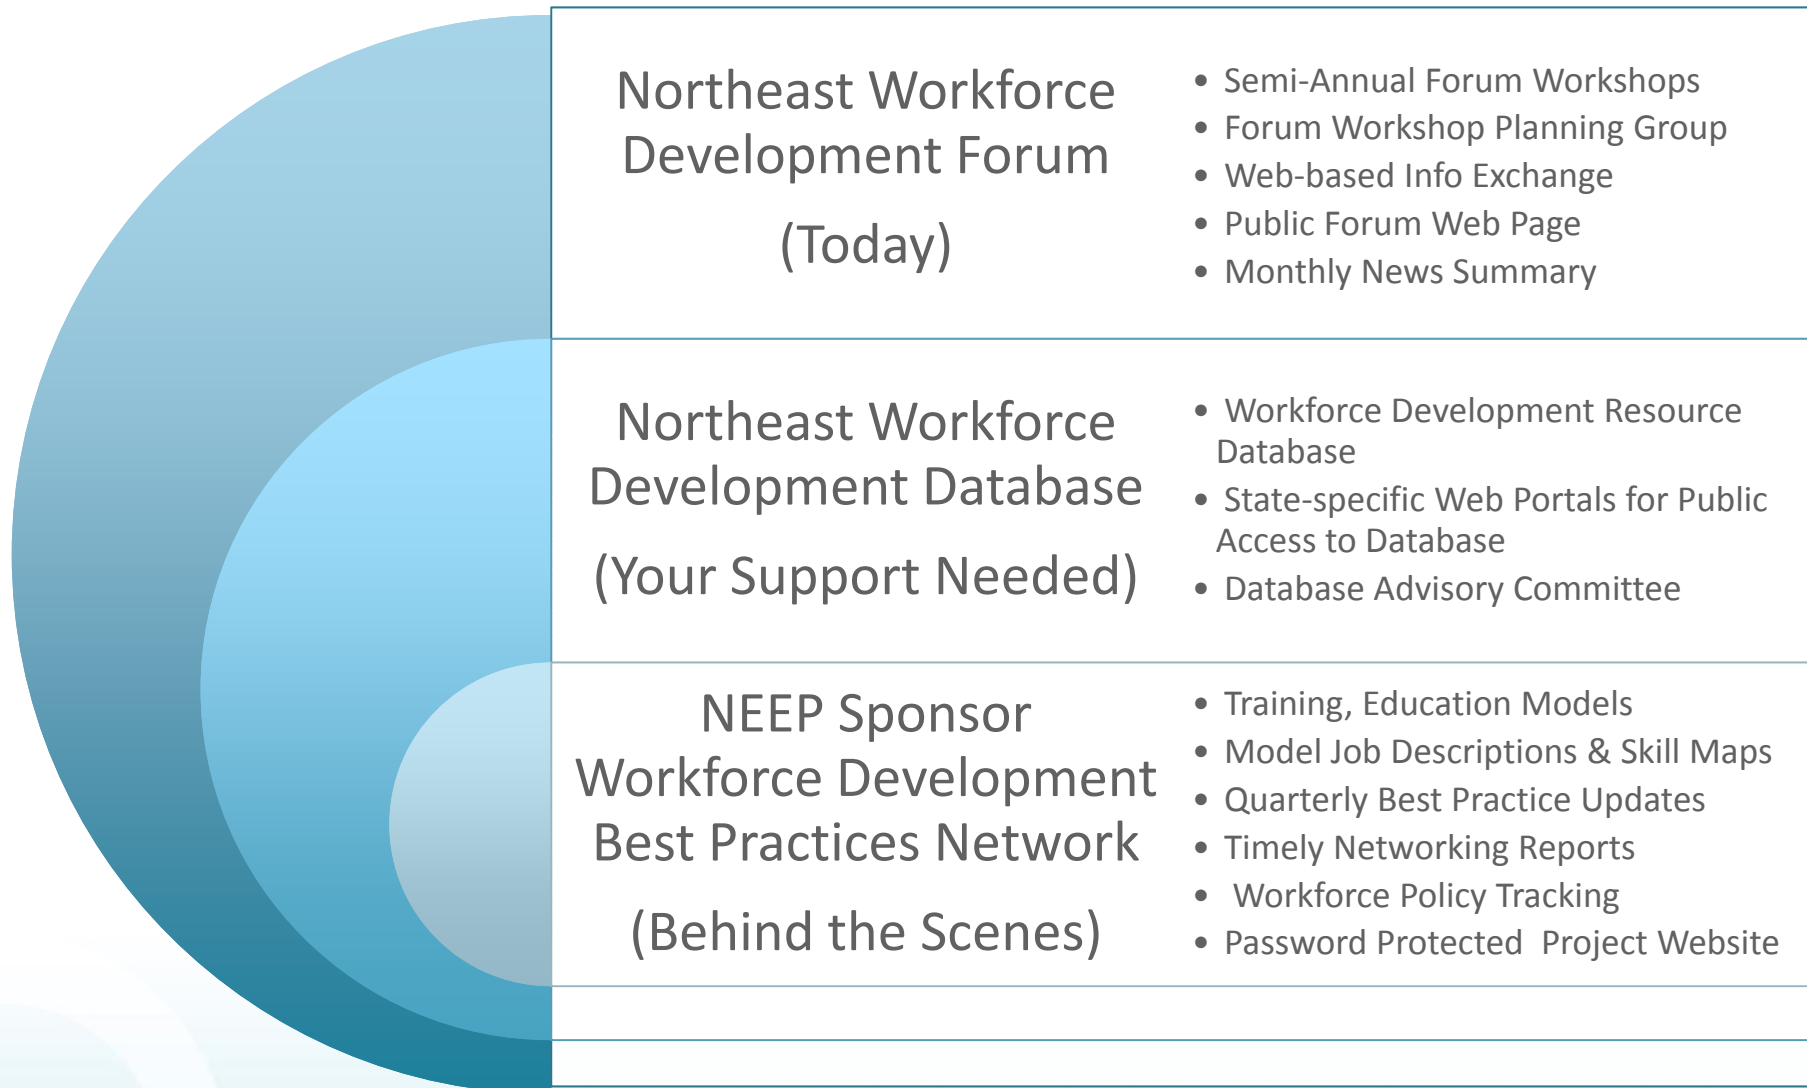 Northeast Workforce
Development Forum
(Today)
• Semi-Annual Forum Workshops
• Forum Workshop Planning Group
• Web-based Info Exchange
• Public Forum Web Page
• Monthly News Summary
Northeast Workforce
Development Database
(Your Support Needed)
• Workforce Development Resource
Database
• State-specific Web Portals for Public
Access to Database
• Database Advisory Committee
NEEP Sponsor
Workforce Development
Best Practices Network
(Behind the Scenes)
• Training, Education Models
• Model Job Descriptions & Skill Maps
• Quarterly Best Practice Updates
• Timely Networking Reports
• Workforce Policy Tracking
• Password Protected Project Website